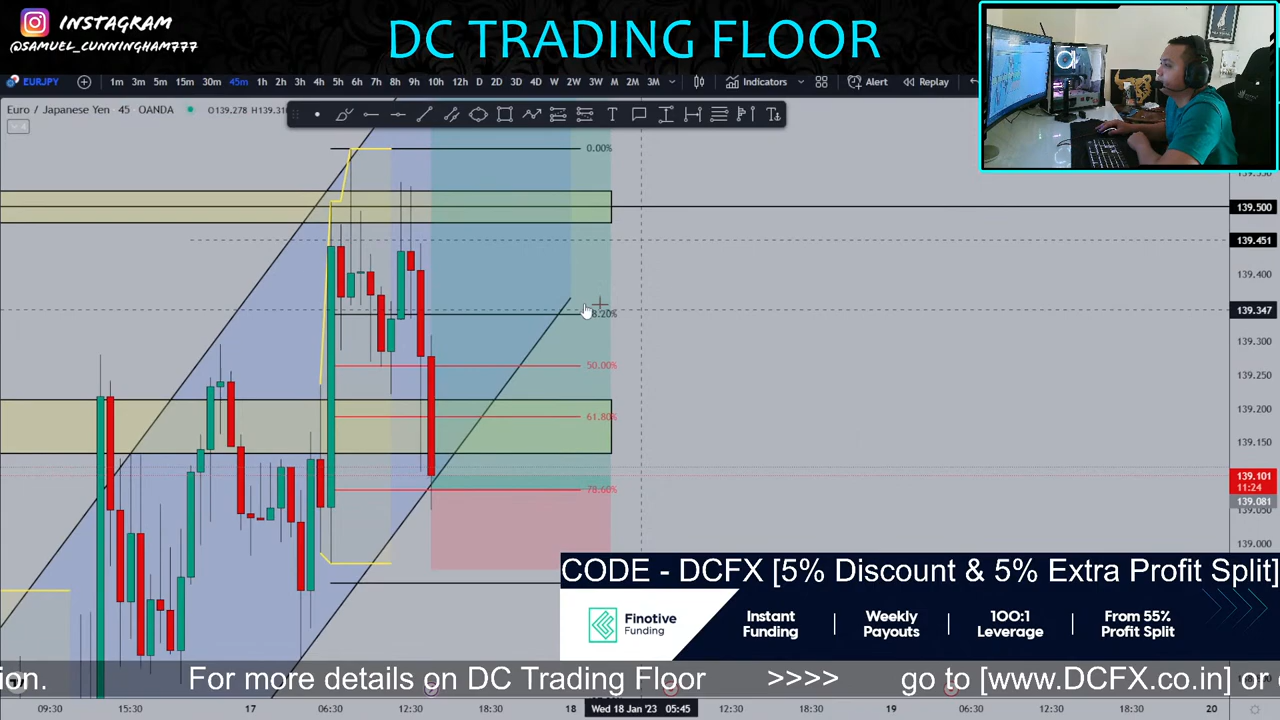 INSTAGRAM
@SAMUEL_CUNNINGHAM777
DC TRADING FLOOR
EURJPY 1m 3m 5m 15m 30m 45m 1h 2h 3h 4h 5h 6h 7h 8h 9h 10h 12h D 2D 3D 4D W 2W 3W M 2M 3M Indicators Alert Replay
Euro / Japanese Yen · 45 · OANDA
O139.278
4
0.00%
8.20%
50.00%
61.80%
78.60%
139.500
139.451
139.400
139.347
139.300
139.250
139.200
139.150
139.101
11:24
139.081
139.050
139.000
CODE - DCFX [5% Discount & 5% Extra Profit Split]
Finotive
Funding
Instant
Funding
Weekly
Payouts
100:1
Leverage
From 55%
Profit Split
ion. For more details on DC Trading Floor >>>> go to [www.DCFX.co.in] or
09:30 15:30 17 06:30 12:30 18:30 18 Wed 18 Jan '23 05:45 12:30 18:30 19 06:30 12:30 18:30 20